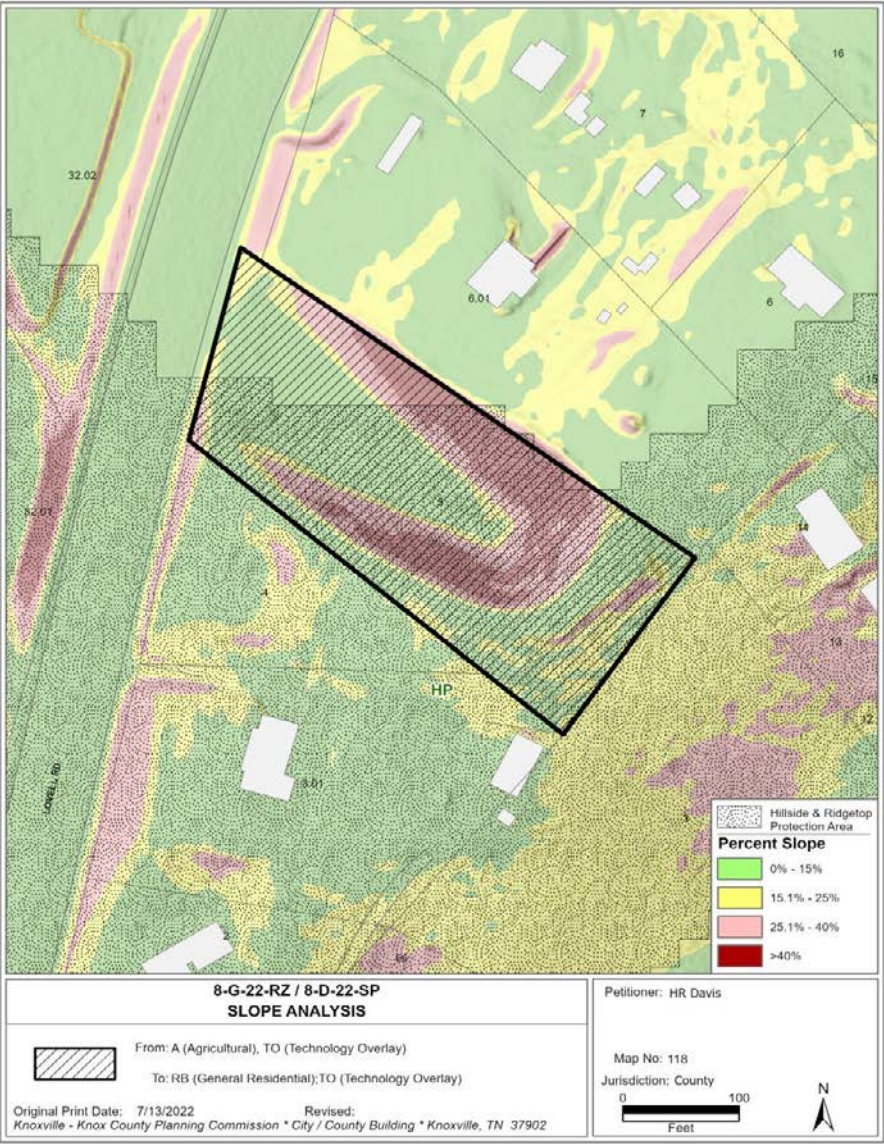 16
7
32.02
6.01
6
15
32.01
5
14
4
13
HP
12
3.01
LOVELL RD
2
Hillside & Ridgetop
Protection Area
Percent Slope
0% - 15%
15.1% - 25%
25.1% - 40%
>40%
8-G-22-RZ / 8-D-22-SP
SLOPE ANALYSIS
From: A (Agricultural), TO (Technology Overlay)
To: RB (General Residential);TO (Technology Overlay)
Original Print Date: 7/13/2022 Revised:
Knoxville - Knox County Planning Commission * City / County Building * Knoxville, TN 37902
Petitioner: HR Davis
Map No: 118
Jurisdiction: County
0 100
Feet
N